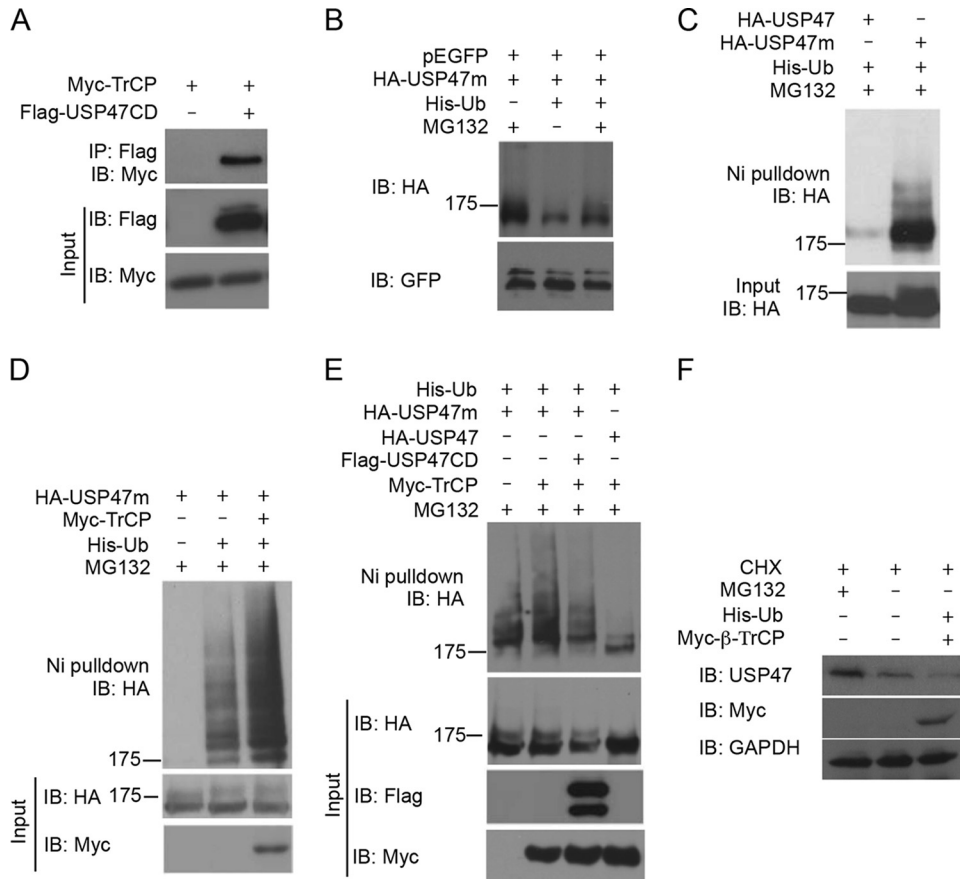 A
Myc-TrCP + +
Flag-USP47CD − +
IP: Flag
IB: Myc
Input
IB: Flag
IB: Myc
B
pEGFP + + +
HA-USP47m + + +
His-Ub − + +
MG132 + − +
IB: HA
175
IB: GFP
C
HA-USP47 + −
HA-USP47m − +
His-Ub + +
MG132 + +
Ni pulldown
IB: HA
175
Input
IB: HA
175
D
HA-USP47m + + +
Myc-TrCP − − +
His-Ub − + +
MG132 + + +
Ni pulldown
IB: HA
175
Input
IB: HA
175
IB: Myc
E
His-Ub + + + +
HA-USP47m + + + −
HA-USP47 − − − +
Flag-USP47CD − − + −
Myc-TrCP − + + +
MG132 + + + +
Ni pulldown
IB: HA
175
Input
IB: HA
175
IB: Flag
IB: Myc
F
CHX + + +
MG132 + − −
His-Ub − − +
Myc-β-TrCP − − +
IB: USP47
IB: Myc
IB: GAPDH